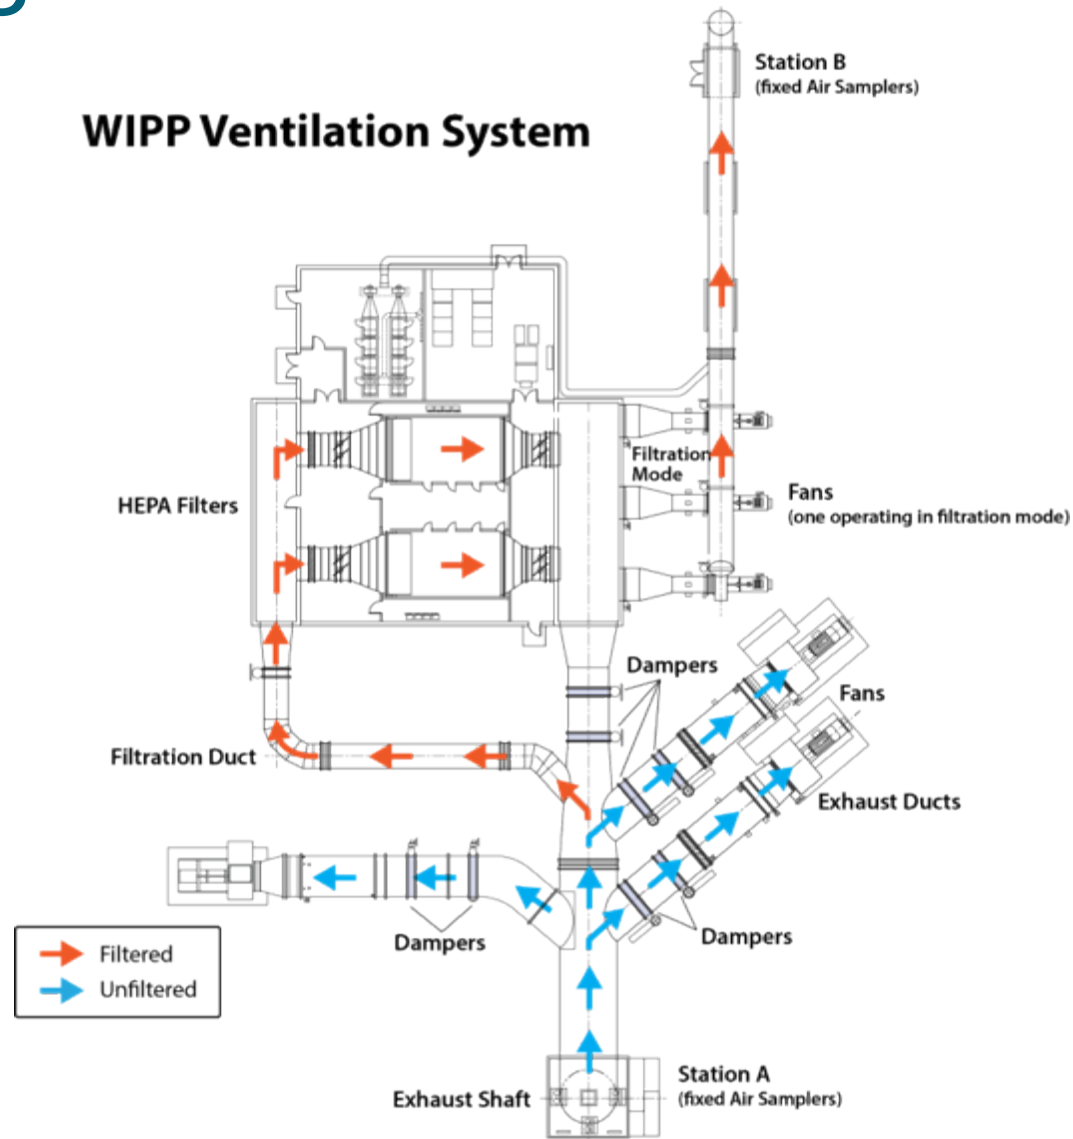 Station B
(fixed Air Samplers)
WIPP Ventilation System
Filtration
Mode
HEPA Filters
Fans
(one operating in filtration mode)
Dampers
Fans
Filtration Duct
Exhaust Ducts
Dampers
Dampers
Filtered
Unfiltered
Station A
(fixed Air Samplers)
Exhaust Shaft